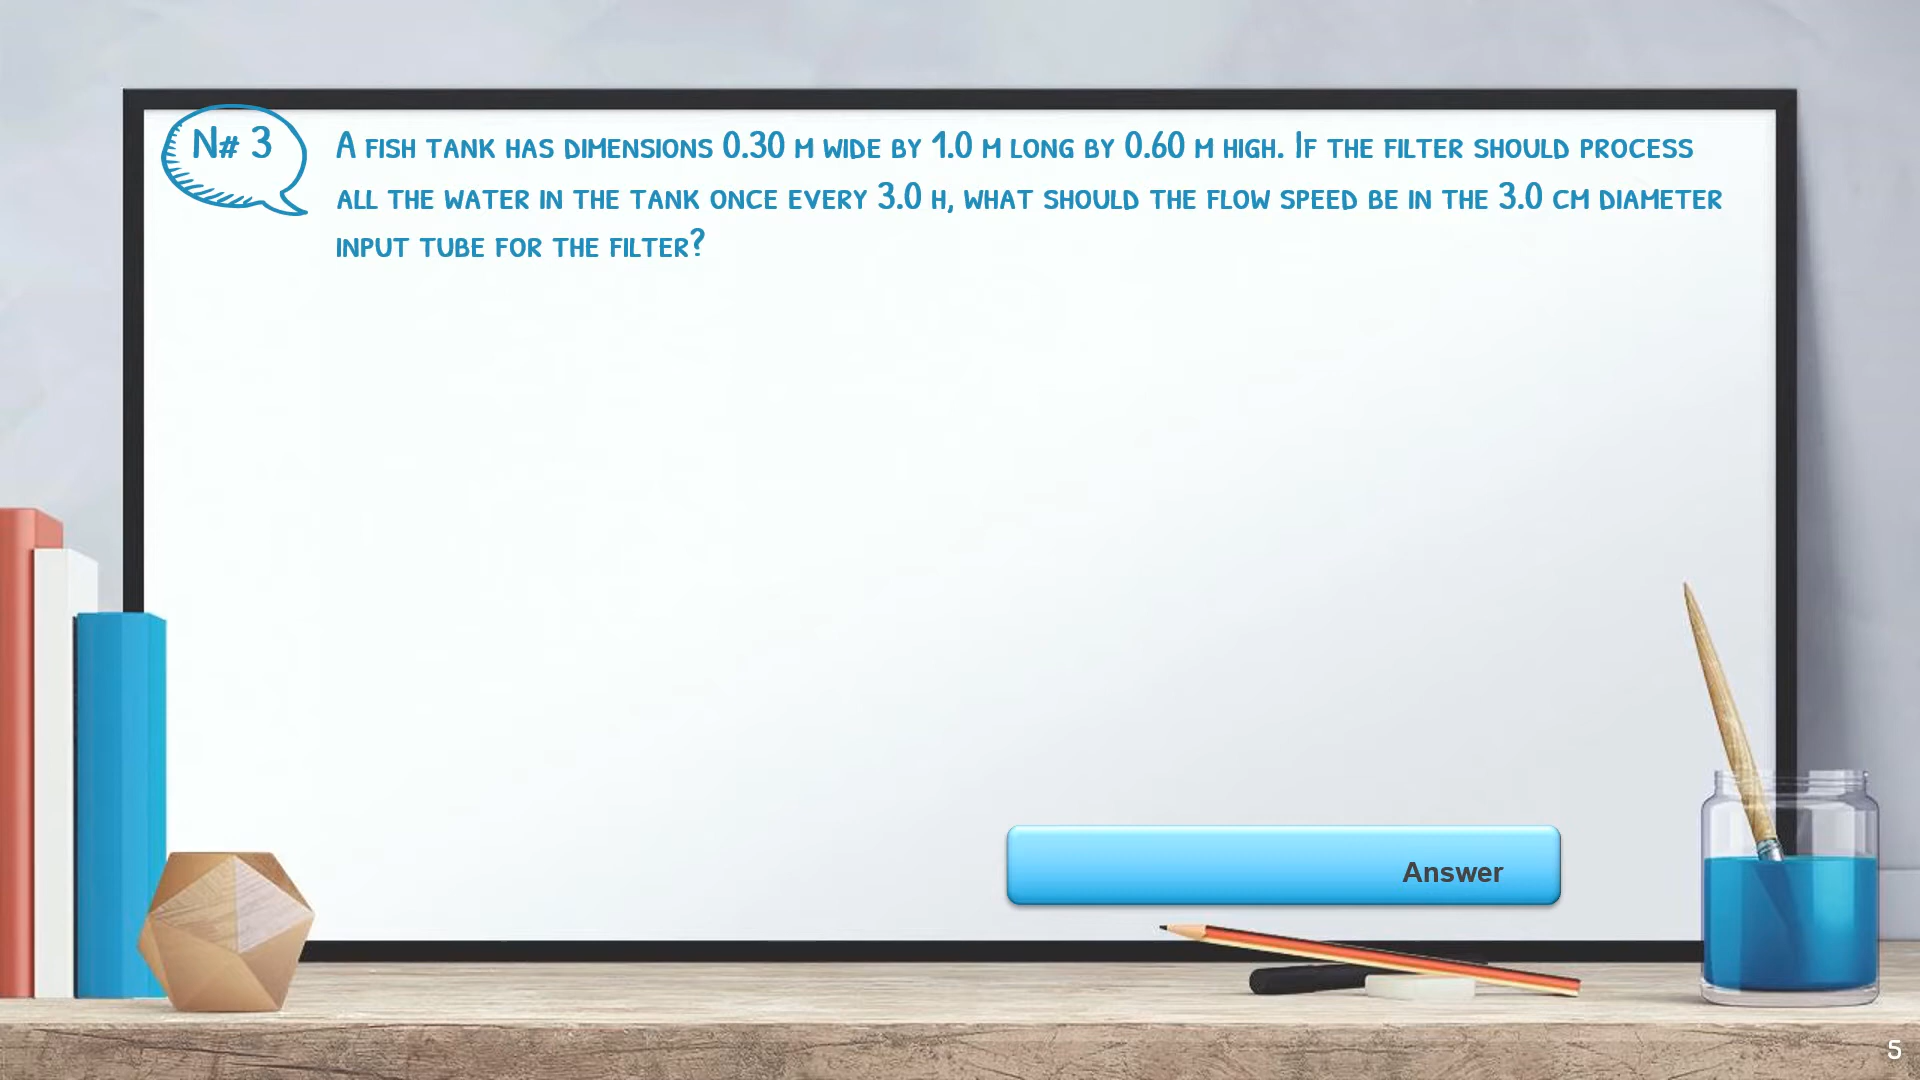 N# 3
A fish tank has dimensions 0.30 m wide by 1.0 m long by 0.60 m high. If the filter should process
all the water in the tank once every 3.0 h, what should the flow speed be in the 3.0 cm diameter
input tube for the filter?
Answer
5